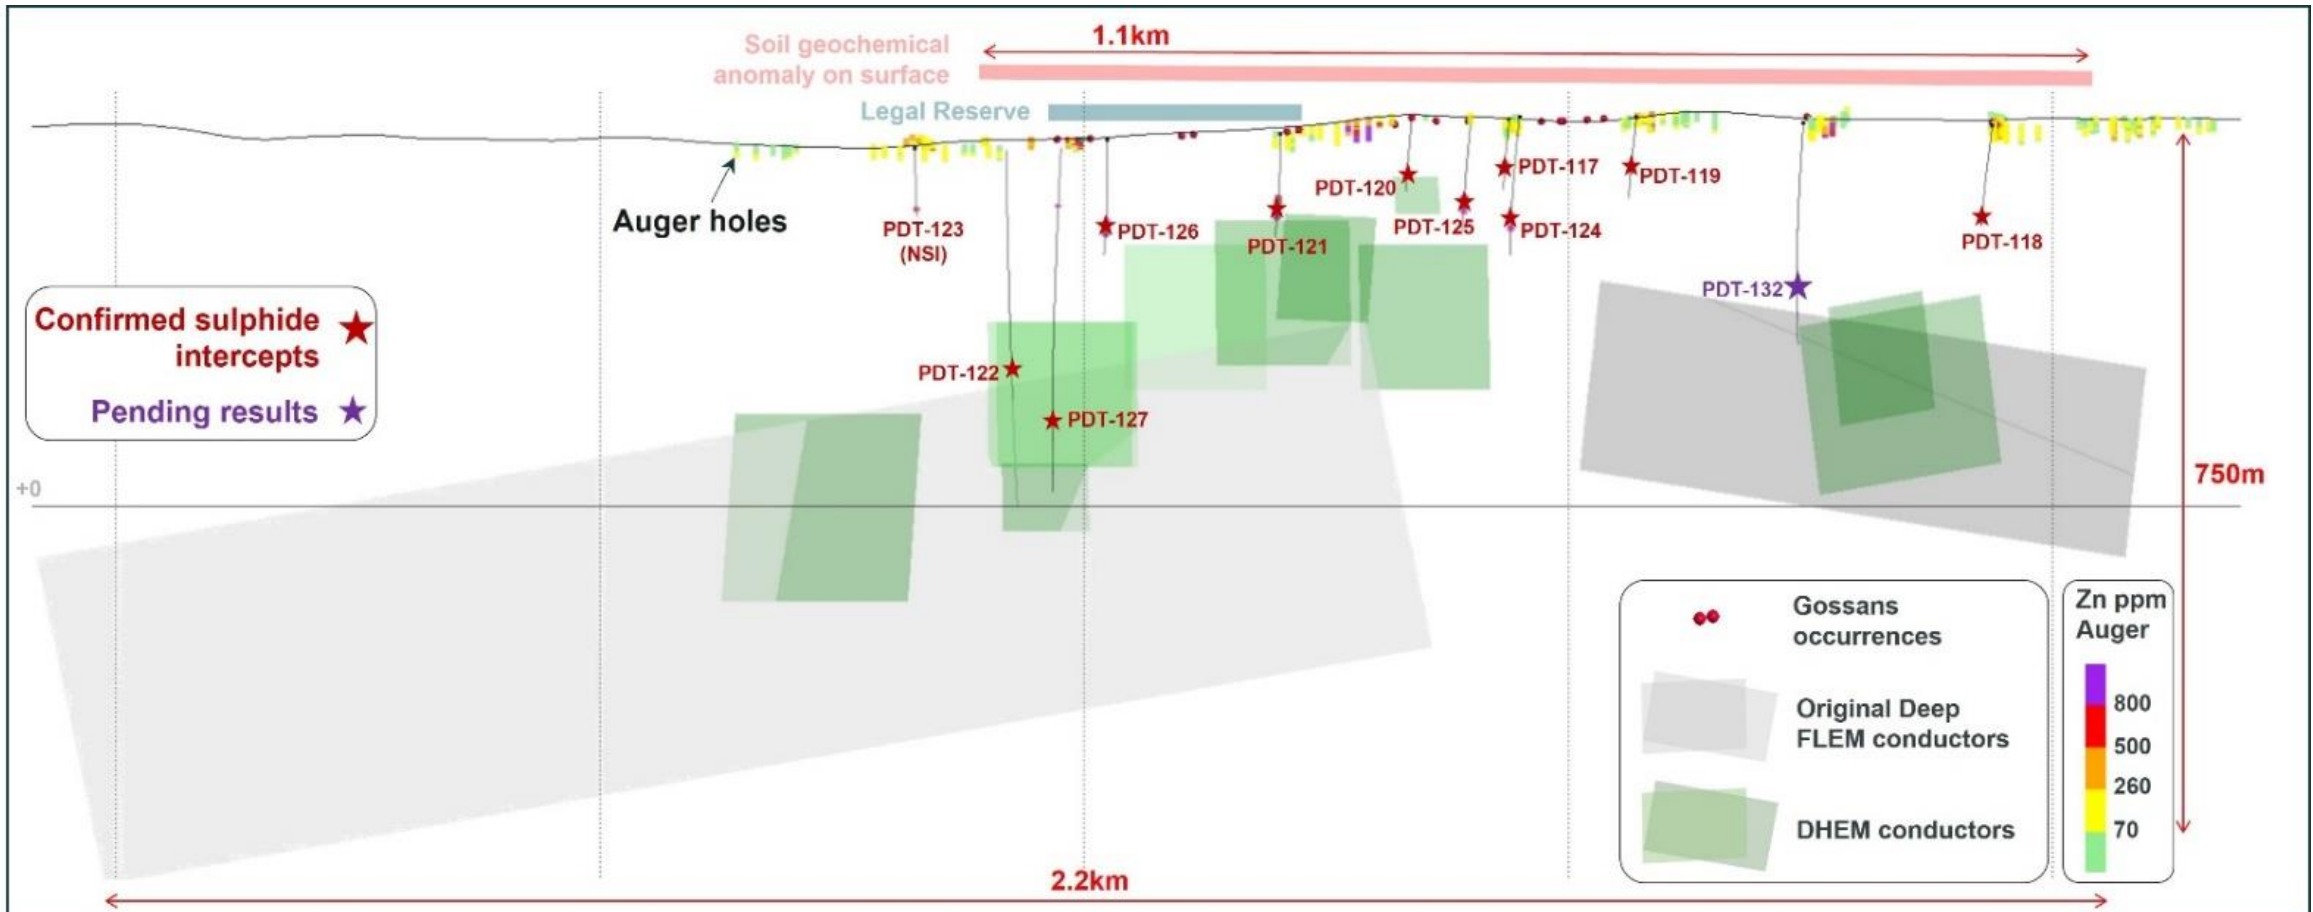 1.1km
Soil geochemical
anomaly on surface
Legal Reserve
Auger holes
PDT-123
(NSI)
PDT-126
PDT-121
PDT-120
PDT-125
PDT-117
PDT-124
PDT-119
PDT-132
PDT-118
Confirmed sulphide
intercepts
Pending results
PDT-122
PDT-127
+0
750m
Gossans
occurrences
Original Deep
FLEM conductors
DHEM conductors
Zn ppm
Auger
800
500
260
70
2.2km